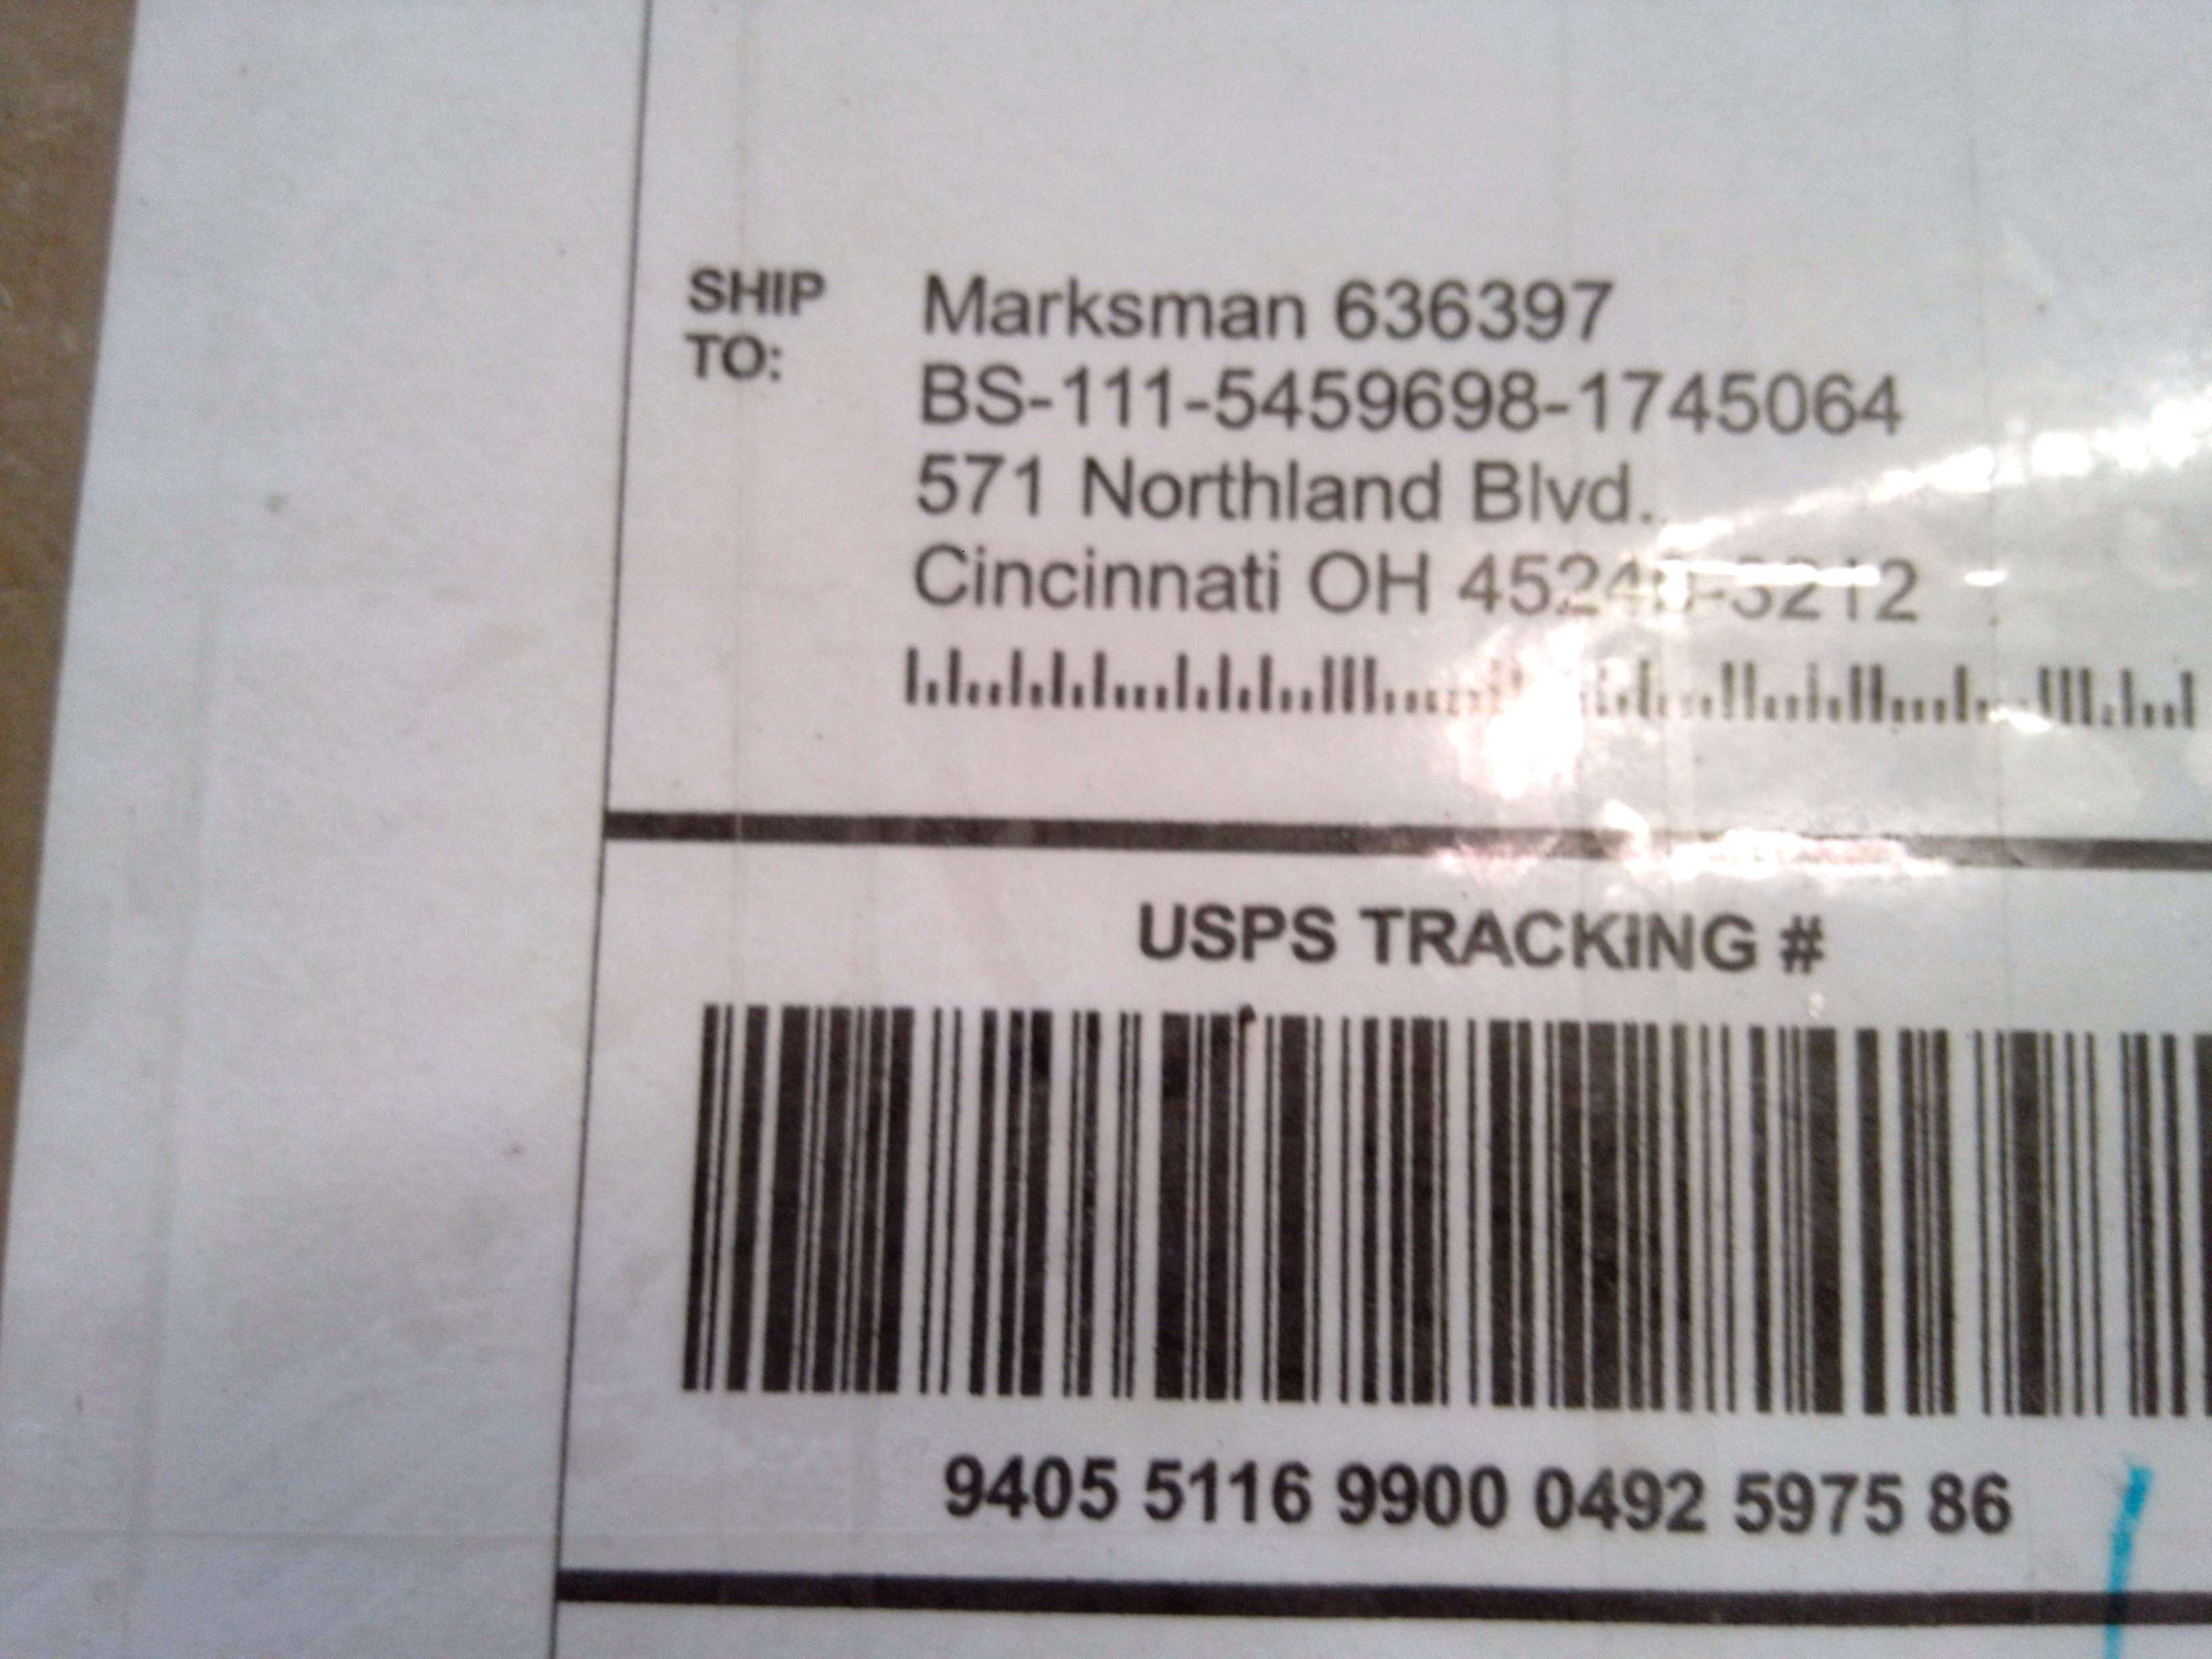 SHIP
TO:
Marksman 636397
BS-111-5459698-1745064
571 Northland Blvd.
Cincinnati OH
USPS TRACKING #
9405 5116 9900 0492 5975 86